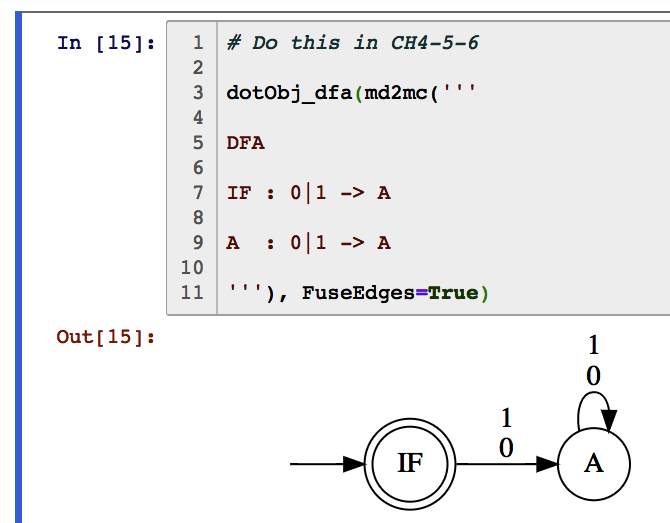 In [15]:
1 # Do this in CH4-5-6
2
3 dotObj_dfa(md2mc('''
4
5 DFA
6
7 IF : 0|1 -> A
8
9 A  : 0|1 -> A
10
11 '''), FuseEdges=True)
Out[15]:
1
0
1
0
IF
A